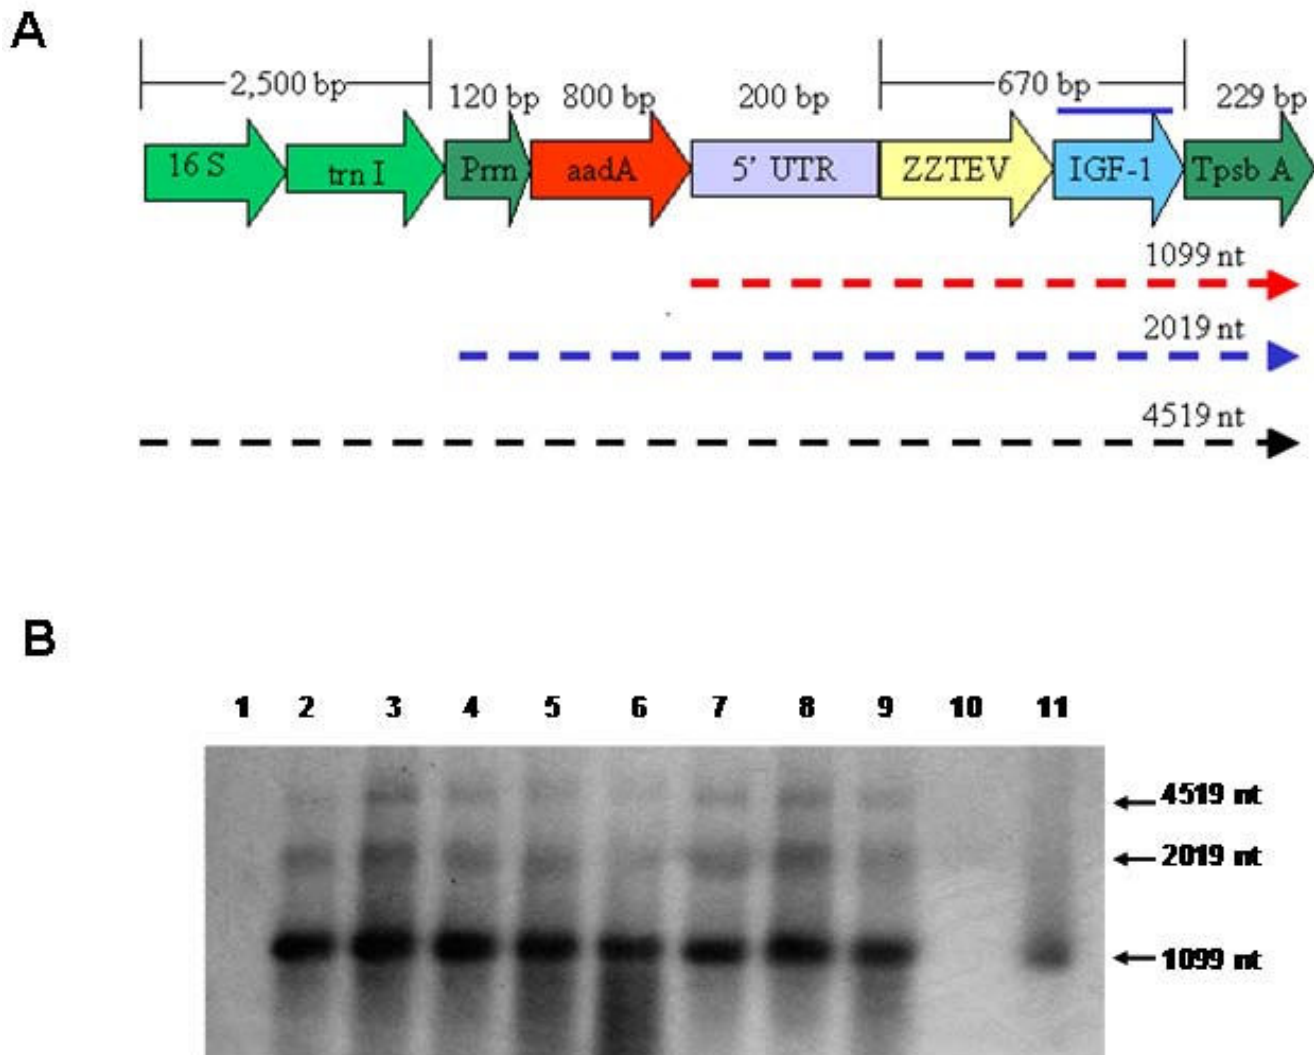 A
2,500 bp 120 bp 800 bp 200 bp 670 bp 229 bp
16 S trn I Prrn aadA 5' UTR ZZTEV IGF-1 Tpsb A
1099 nt
2019 nt
4519 nt
B
1 2 3 4 5 6 7 8 9 10 11
4519 nt
2019 nt
1099 nt